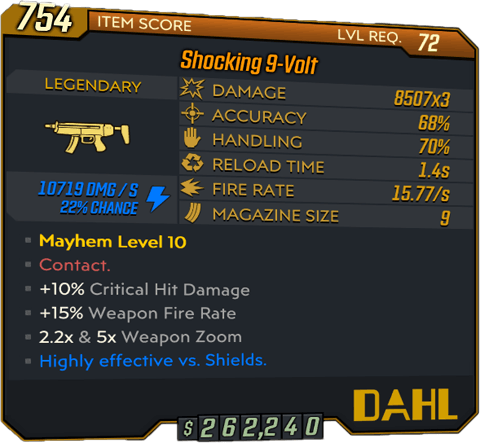 754 ITEM SCORE LVL REQ. 72
Shocking 9-Volt
LEGENDARY
DAMAGE 8507x3
ACCURACY 68%
HANDLING 70%
RELOAD TIME 1.4s
FIRE RATE 15.77/s
MAGAZINE SIZE 9
10719 DMG / S
22% CHANCE
Mayhem Level 10
Contact.
+10% Critical Hit Damage
+15% Weapon Fire Rate
2.2x & 5x Weapon Zoom
Highly effective vs. Shields.
DAHL
$262,240